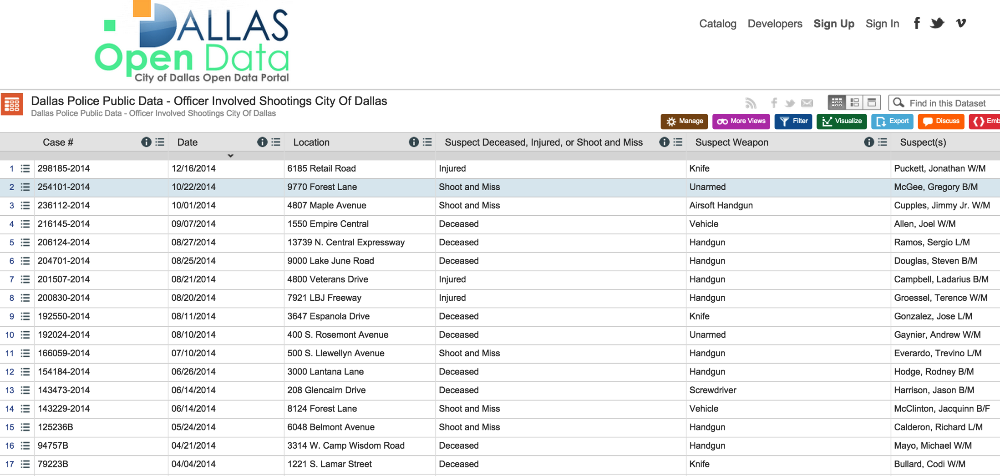 DALLAS
Open Data
City of Dallas Open Data Portal
Catalog Developers Sign Up Sign In
Dallas Police Public Data - Officer Involved Shootings City Of Dallas
Dallas Police Public Data - Officer Involved Shootings City Of Dallas
Find in this Dataset
Manage More Views Filter Visualize Export Discuss Emb
Case # Date Location Suspect Deceased, Injured, or Shoot and Miss Suspect Weapon Suspect(s)
1 298185-2014 12/16/2014 6185 Retail Road Injured Knife Puckett, Jonathan W/M
2 254101-2014 10/22/2014 9770 Forest Lane Shoot and Miss Unarmed McGee, Gregory B/M
3 236112-2014 10/01/2014 4807 Maple Avenue Shoot and Miss Airsoft Handgun Cupples, Jimmy Jr. W/M
4 216145-2014 09/07/2014 1550 Empire Central Deceased Vehicle Allen, Joel W/M
5 206124-2014 08/27/2014 13739 N. Central Expressway Deceased Handgun Ramos, Sergio L/M
6 204701-2014 08/25/2014 9000 Lake June Road Deceased Handgun Douglas, Steven B/M
7 201507-2014 08/21/2014 4800 Veterans Drive Injured Handgun Campbell, Ladarius B/M
8 200830-2014 08/20/2014 7921 LBJ Freeway Injured Handgun Groessel, Terence W/M
9 192550-2014 08/11/2014 3647 Espanola Drive Deceased Knife Gonzalez, Jose L/M
10 192024-2014 08/10/2014 400 S. Rosemont Avenue Deceased Unarmed Gaynier, Andrew W/M
11 166059-2014 07/10/2014 500 S. Llewellyn Avenue Shoot and Miss Handgun Everardo, Trevino L/M
12 154184-2014 06/26/2014 3000 Lantana Lane Deceased Handgun Hodge, Rodney B/M
13 143473-2014 06/14/2014 208 Glencairn Drive Deceased Screwdriver Harrison, Jason B/M
14 143229-2014 06/14/2014 8124 Forest Lane Shoot and Miss Vehicle McClinton, Jacquinn B/F
15 125236B 05/24/2014 6048 Belmont Avenue Shoot and Miss Handgun Calderon, Richard L/M
16 94757B 04/21/2014 3314 W. Camp Wisdom Road Deceased Handgun Mayo, Michael W/M
17 79223B 04/04/2014 1221 S. Lamar Street Deceased Knife Bullard, Codi W/M